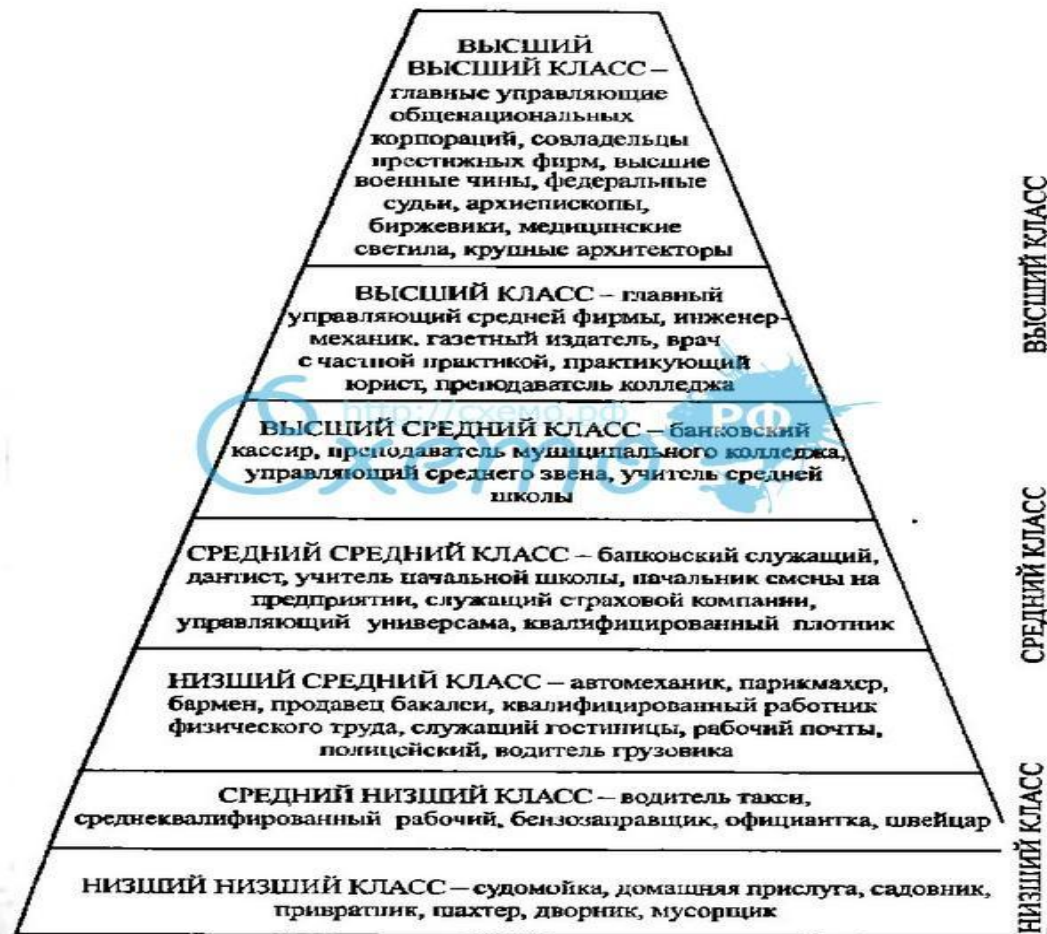 ВЫСШИЙ
ВЫСШИЙ КЛАСС –
главные управляющие
общенациональных
корпораций, совладельцы
престижных фирм, высшие
военные чины, федеральные
судьи, архиепископы,
биржевики, медицинские
светила, крупные архитекторы
ВЫСШИЙ КЛАСС – главный
управляющий средней фирмы, инженер-
механик, газетный издатель, врач
с частной практикой, практикующий
юрист, преподаватель колледжа
ВЫСШИЙ СРЕДНИЙ КЛАСС – банковский
кассир, преподаватель муниципального колледжа,
управляющий среднего звена, учитель средней
школы
СРЕДНИЙ СРЕДНИЙ КЛАСС – банковский служащий,
дантист, учитель начальной школы, начальник смены на
предприятии, служащий страховой компании,
управляющий универсама, квалифицированный плотник
НИЗШИЙ СРЕДНИЙ КЛАСС – автомеханик, парикмахер,
бармен, продавец бакалеи, квалифицированный работник
физического труда, служащий гостиницы, рабочий почты,
полицейский, водитель грузовика
СРЕДНИЙ НИЗШИЙ КЛАСС – водитель такси,
среднеквалифированный рабочий, бензозаправщик, официантка, швейцар
НИЗШИЙ НИЗШИЙ КЛАСС – судомойка, домашняя прислуга, садовник,
привратник, шахтер, дворник, мусорщик
ВЫСШИЙ КЛАСС
СРЕДНИЙ КЛАСС
НИЗШИЙ КЛАСС
http://схемо.рф
Схемо РФ